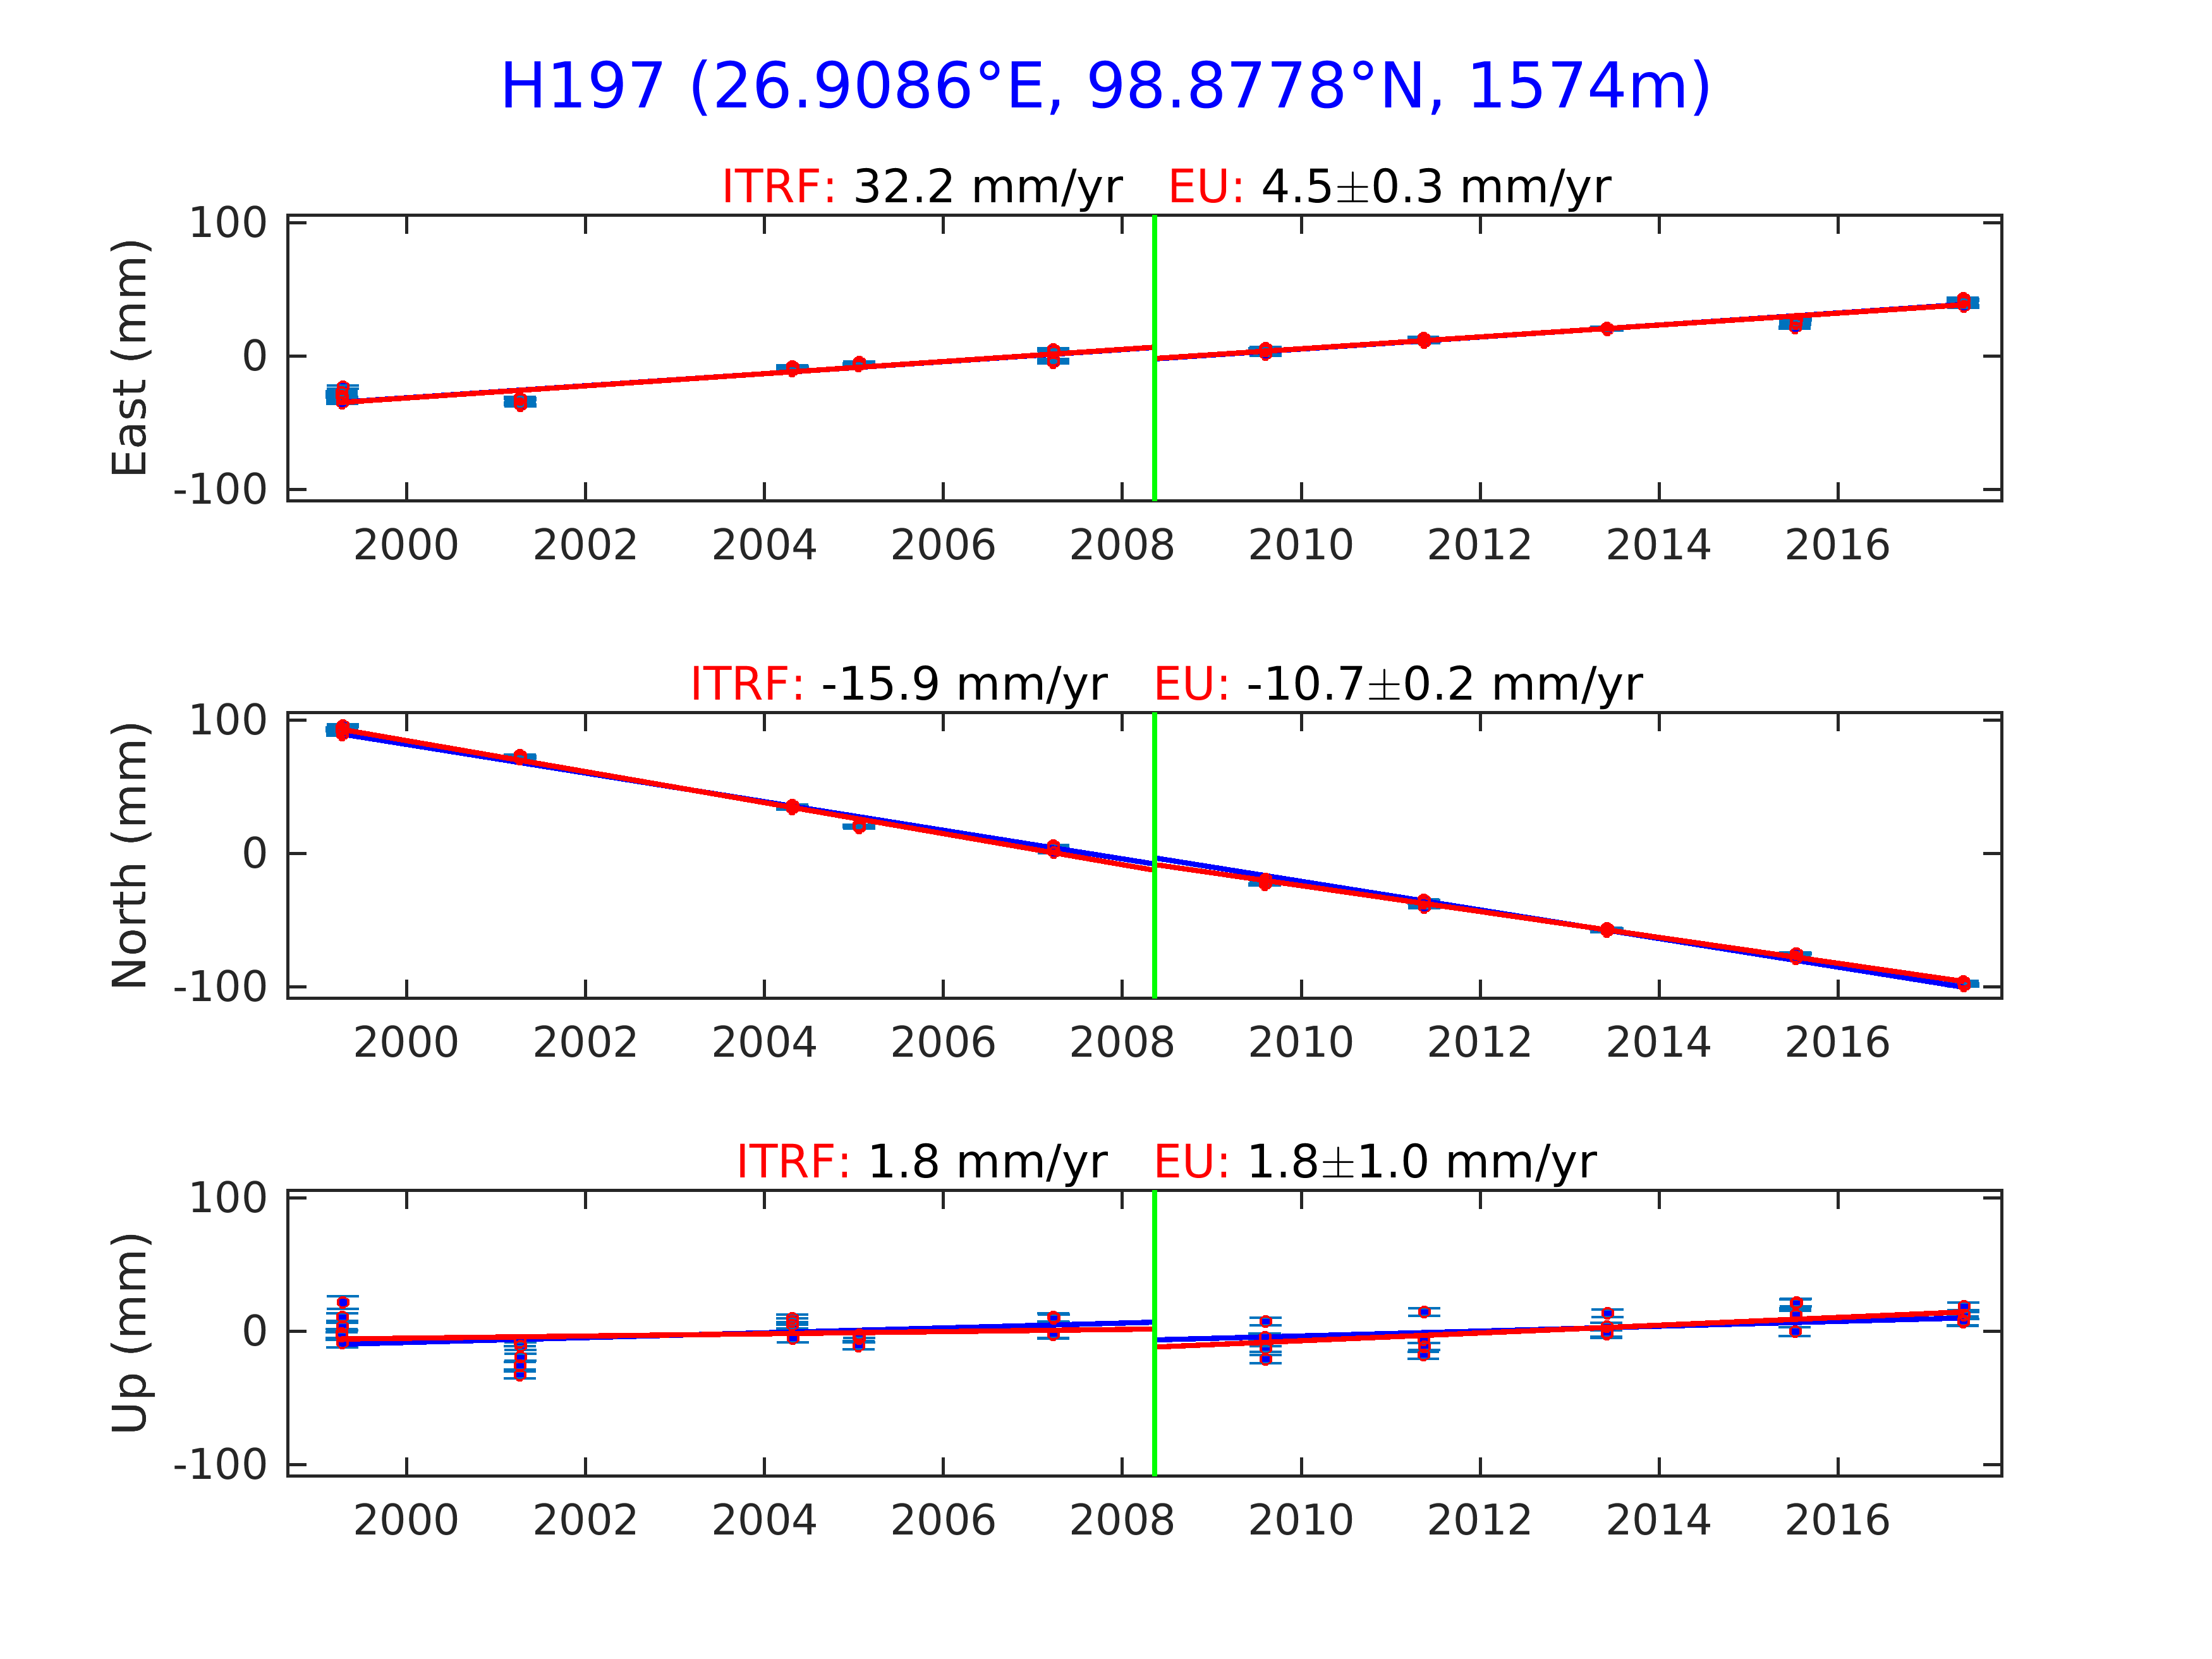 H197 (26.9086°E, 98.8778°N, 1574m)
ITRF: 32.2 mm/yr EU: 4.5±0.3 mm/yr
East (mm)
100
0
-100
2000 2002 2004 2006 2008 2010 2012 2014 2016
ITRF: -15.9 mm/yr EU: -10.7±0.2 mm/yr
North (mm)
100
0
-100
2000 2002 2004 2006 2008 2010 2012 2014 2016
ITRF: 1.8 mm/yr EU: 1.8±1.0 mm/yr
Up (mm)
100
0
-100
2000 2002 2004 2006 2008 2010 2012 2014 2016